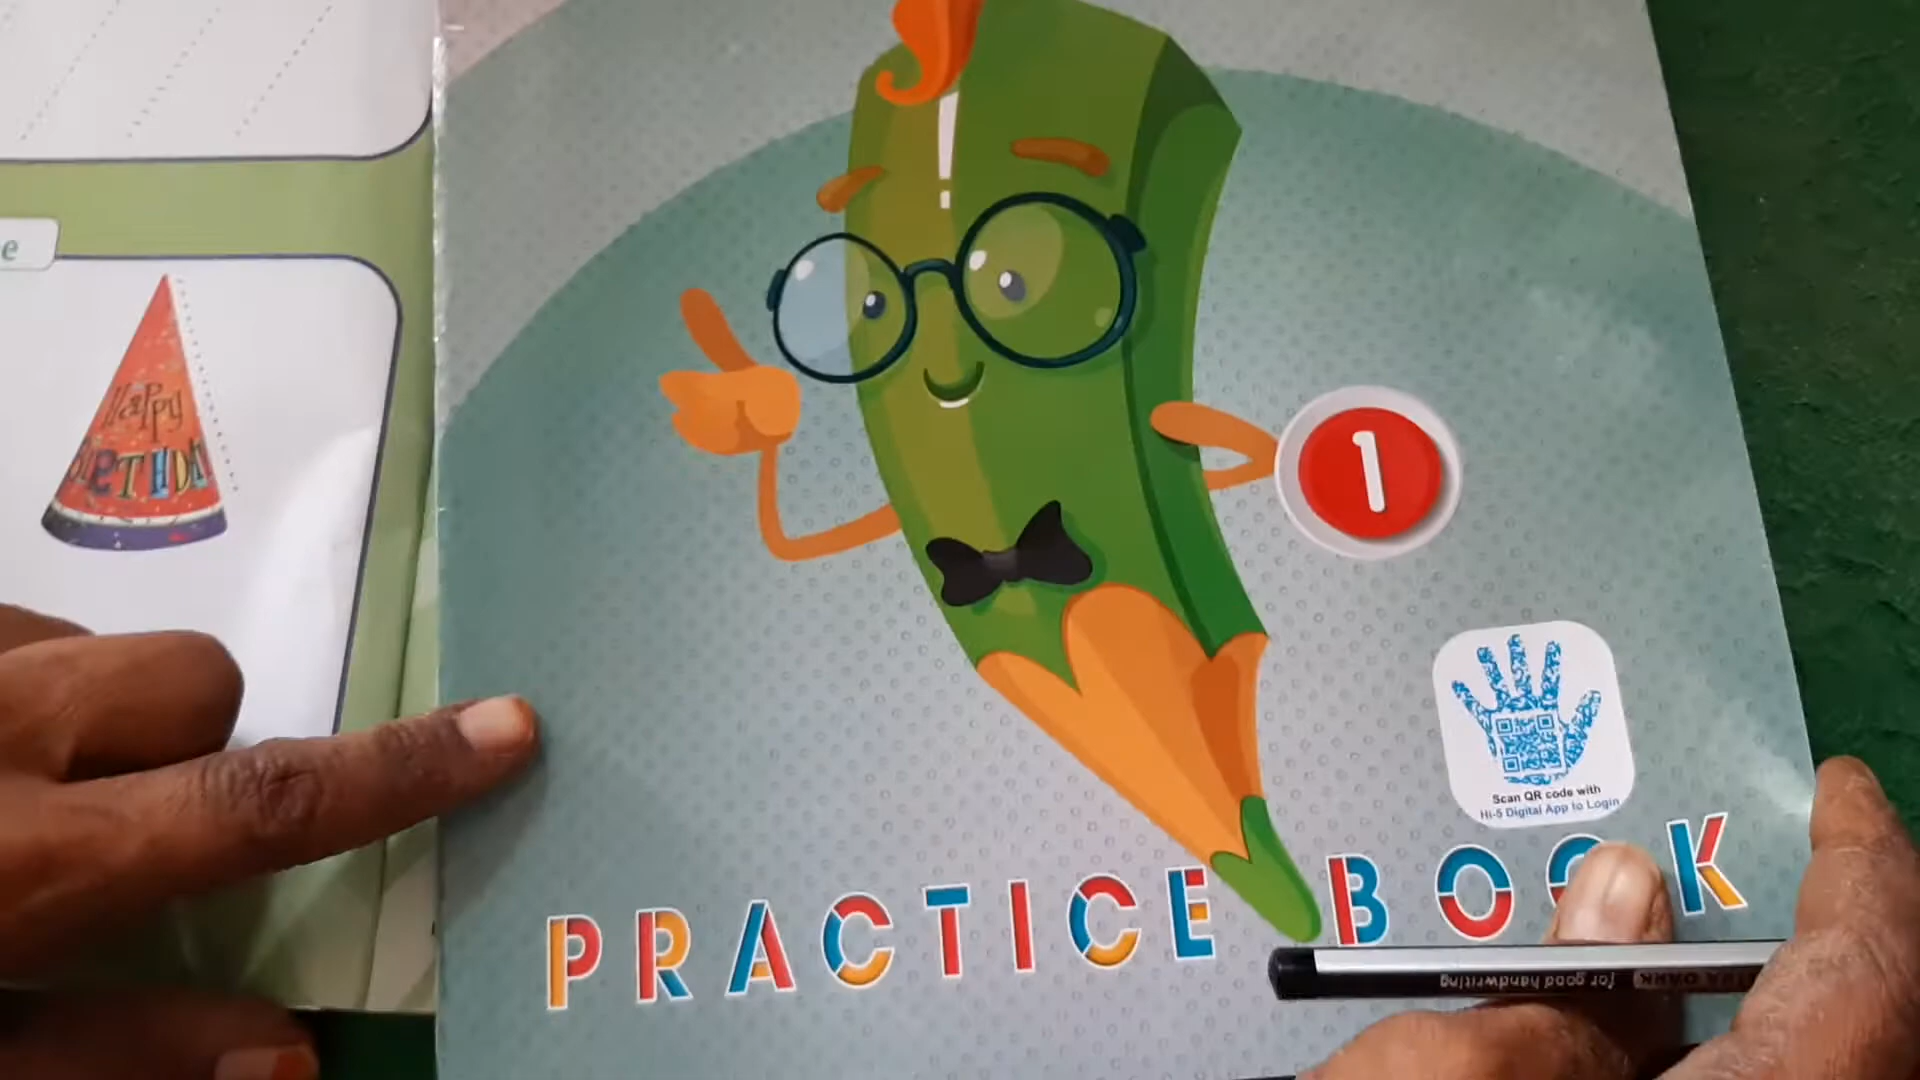 e
Happy
BIRTHDAY
1
Scan QR code with
Hi-5 Digital App to Login
PRACTICE BOOK
for good handwriting